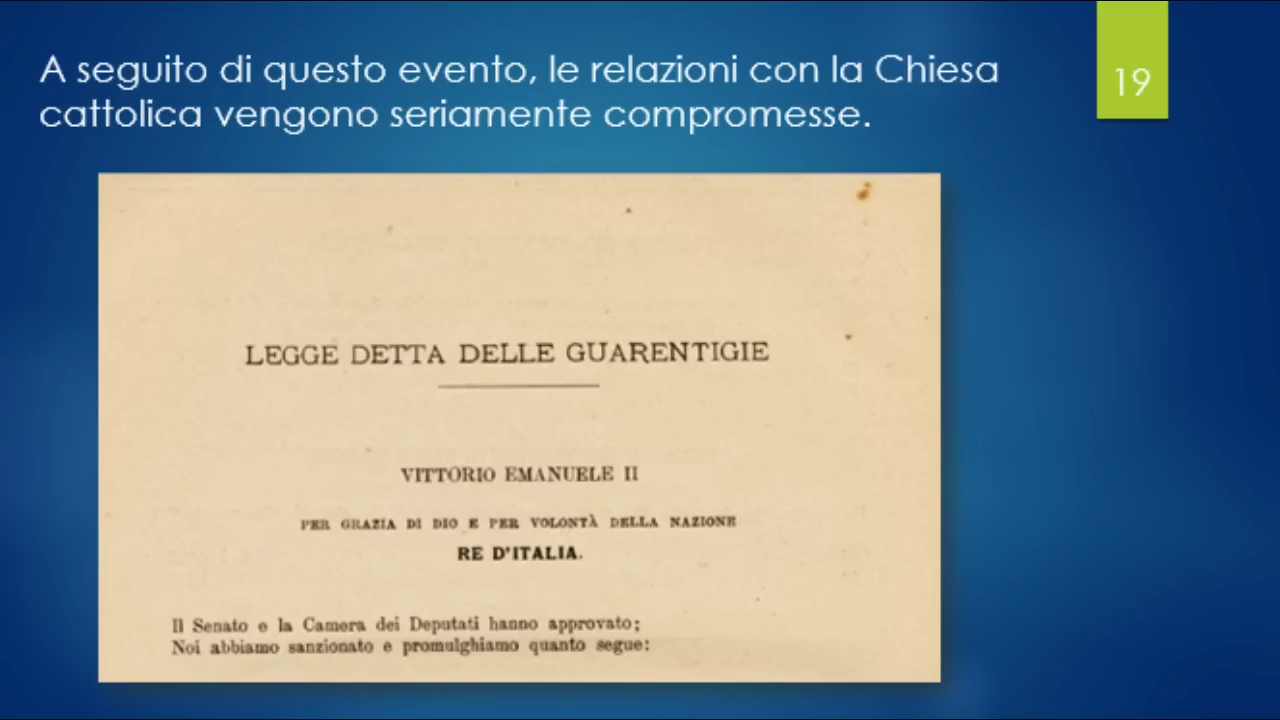 A seguito di questo evento, le relazioni con la Chiesa
cattolica vengono seriamente compromesse.
19
LEGGE DETTA DELLE GUARENTIGIE
VITTORIO EMANUELE II
PER GRAZIA DI DIO E PER VOLONTÀ DELLA NAZIONE
RE D'ITALIA.
Il Senato e la Camera dei Deputati hanno approvato;
Noi abbiamo sanzionato e promulghiamo quanto segue: